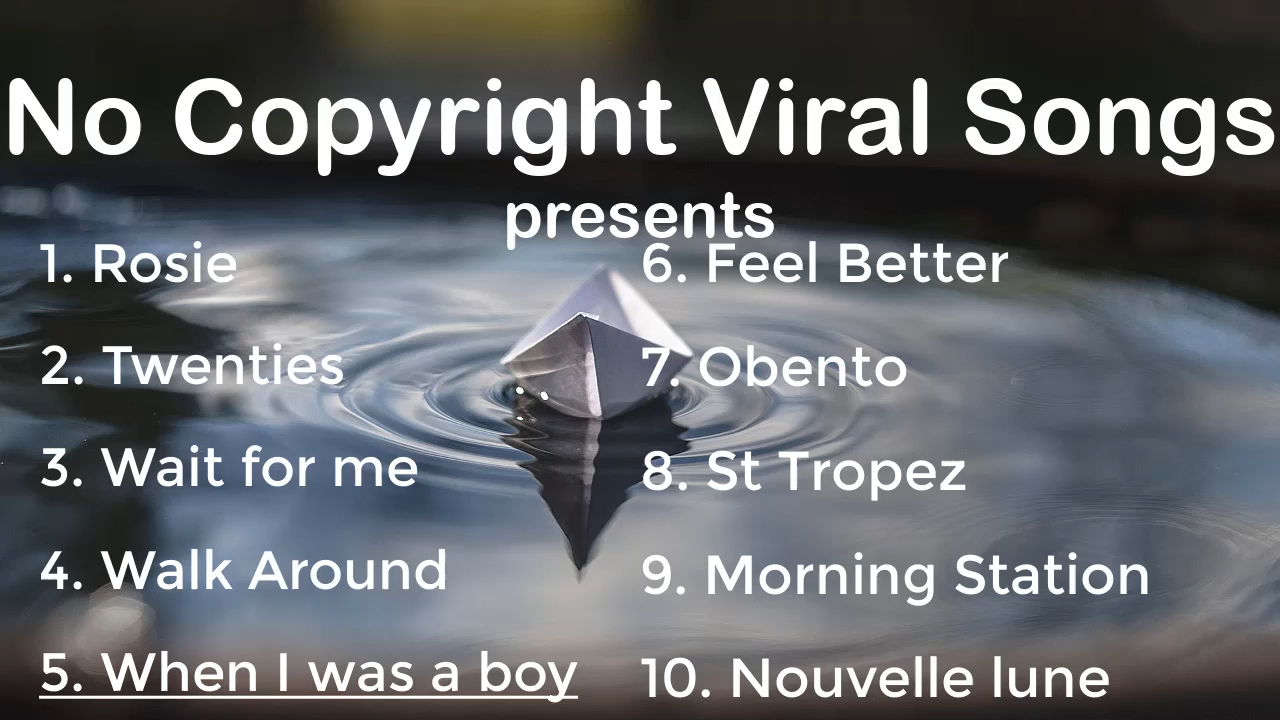 No Copyright Viral Songs
presents
1. Rosie
2. Twenties
3. Wait for me
4. Walk Around
5. When I was a boy
6. Feel Better
7. Obento
8. St Tropez
9. Morning Station
10. Nouvelle lune